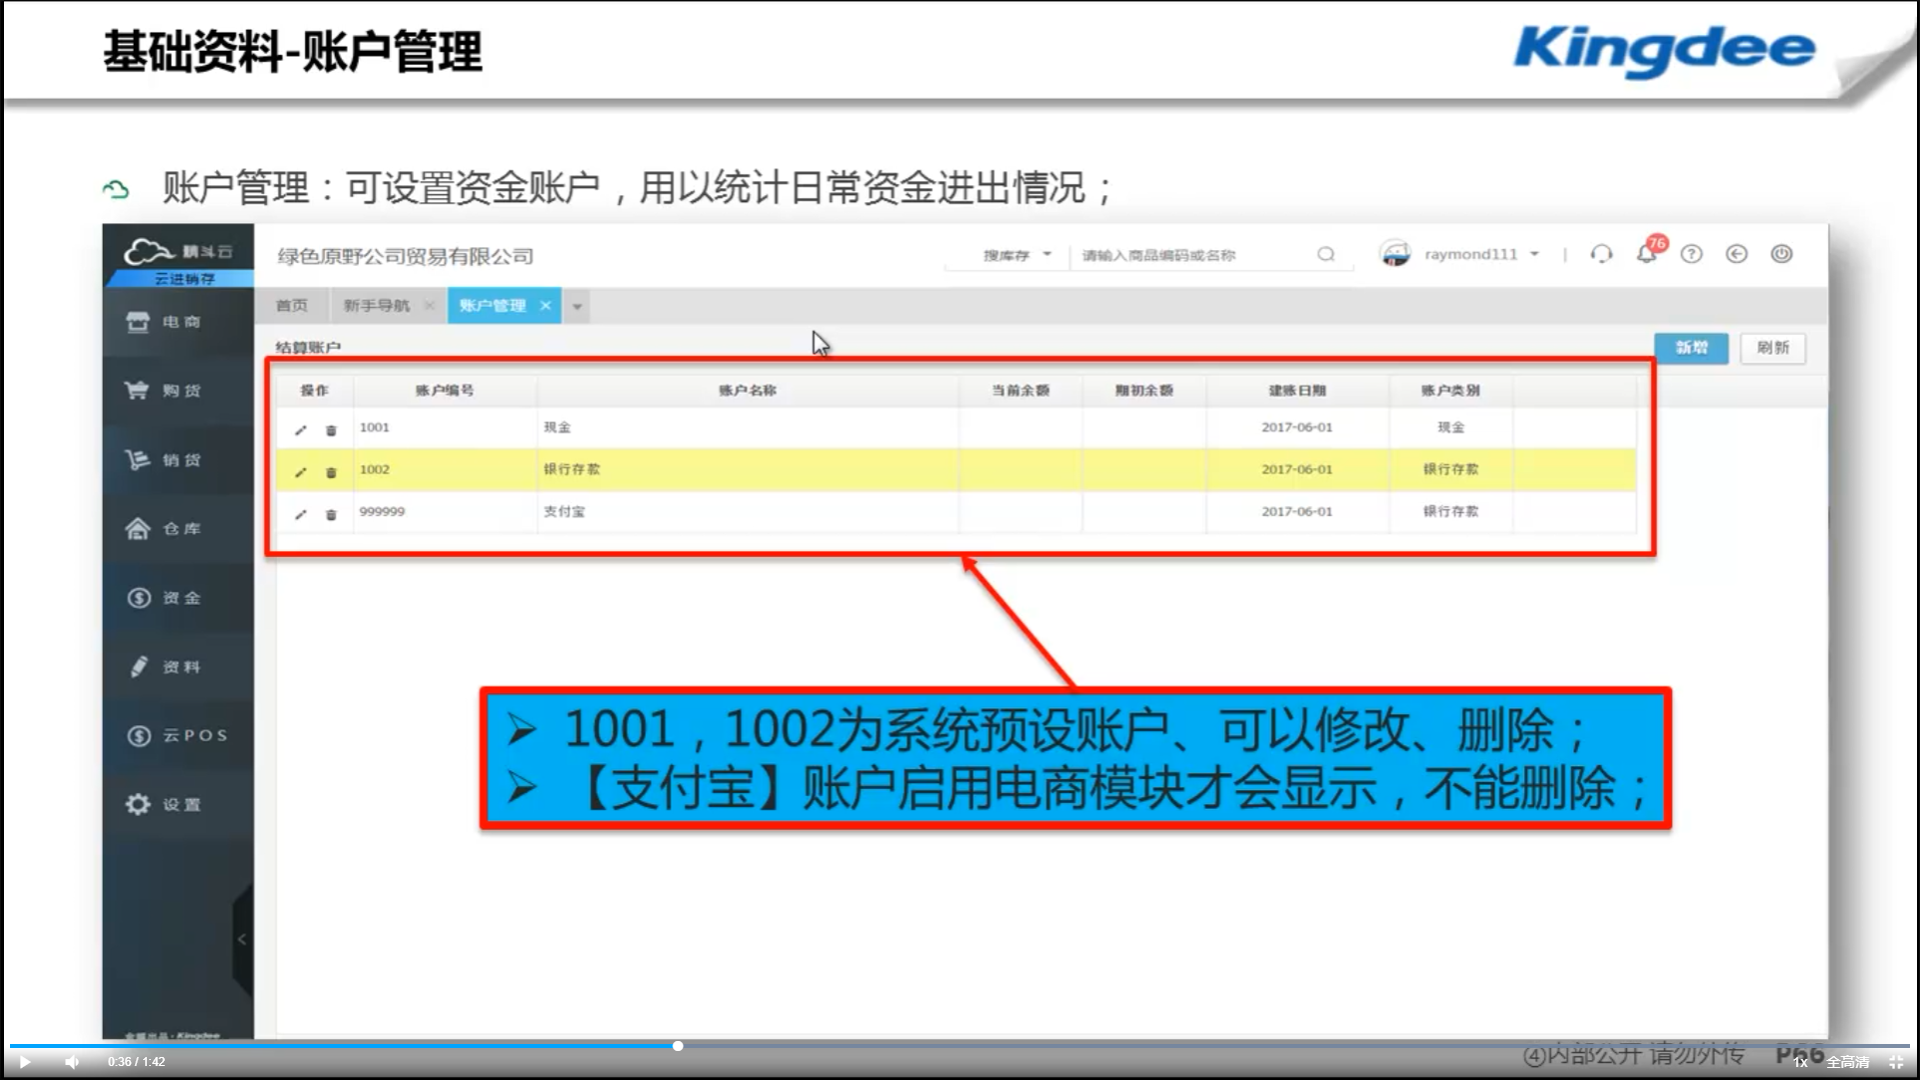 基础资料-账户管理
Kingdee
账户管理：可设置资金账户，用以统计日常资金进出情况；
精斗云
云进销存
绿色原野公司贸易有限公司
搜库存
请输入商品编码或名称
raymond111
76
首页
新手导航
账户管理
结算账户
新增
刷新
操作 账户编号 账户名称 当前余额 期初余额 建账日期 账户类别
1001 现金 2017-06-01 现金
1002 银行存款 2017-06-01 银行存款
999999 支付宝 2017-06-01 银行存款
电商
购货
销货
仓库
资金
资料
云POS
设置
➢ 1001，1002为系统预设账户、可以修改、删除；
➢ 【支付宝】账户启用电商模块才会显示，不能删除；
④内部公开 请勿外传 P66
0:36 / 1:42
1x 全高清